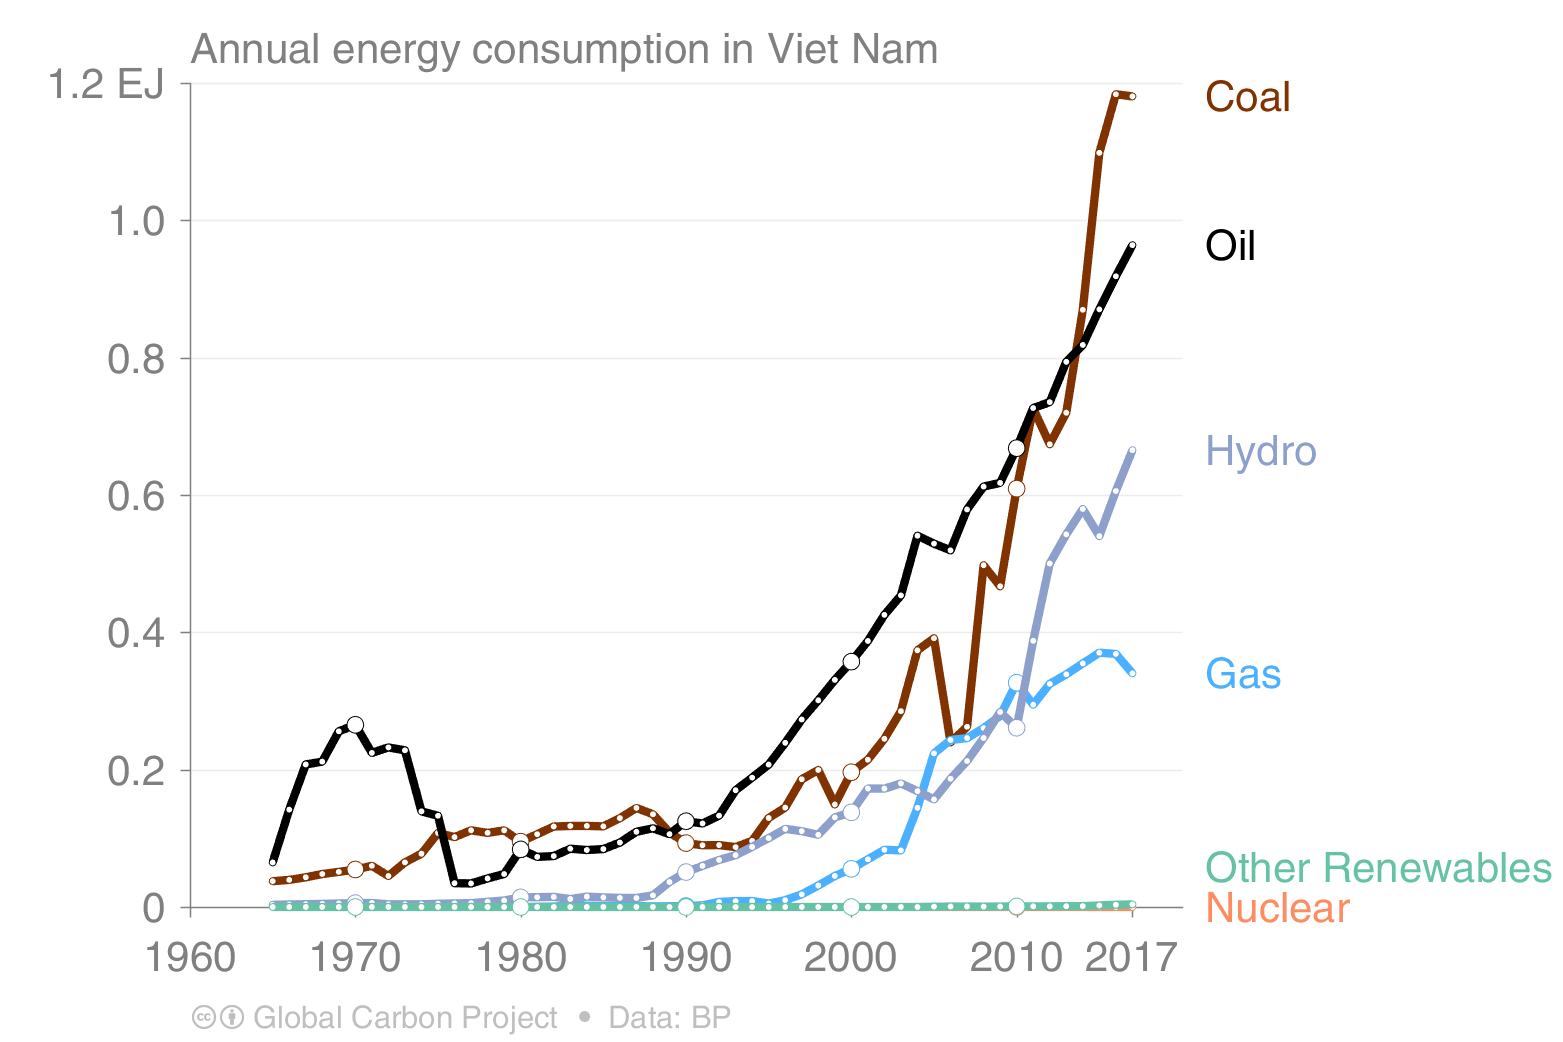 Annual energy consumption in Viet Nam
1.2 EJ
1.0
0.8
0.6
0.4
0.2
0
Coal
Oil
Hydro
Gas
Other Renewables
Nuclear
1960 1970 1980 1990 2000 2010 2017
cc Global Carbon Project • Data: BP